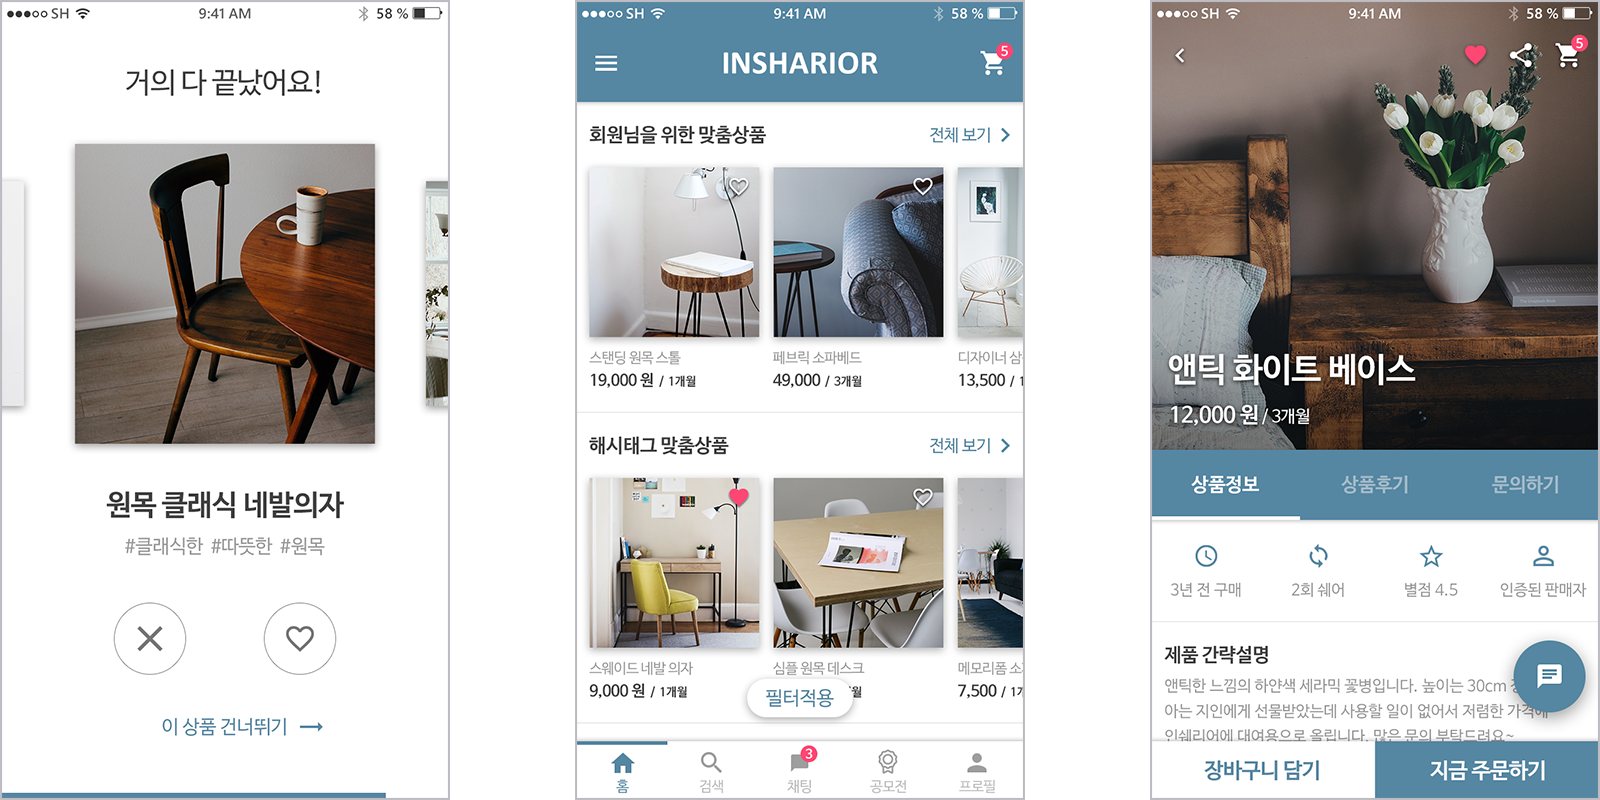 SH 9:41 AM 58 %
거의 다 끝났어요!
원목 클래식 네발의자
#클래식한 #따뜻한 #원목
이 상품 건너뛰기
SH 9:41 AM 58 %
INSHARIOR
5
회원님을 위한 맞춤상품 전체 보기
스탠딩 원목 스툴 페브릭 소파베드 디자이너
19,000 원 / 1개월 49,000 / 3개월 13,500 /
해시태그 맞춤상품 전체 보기
스웨이드 네발 의자 심플 원목 데스크 메모리폼
9,000 원 / 1개월 7,500 /
필터적용
3
홈 검색 채팅 공모전 프로필
SH 9:41 AM 58 %
5
앤틱 화이트 베이스
12,000 원 / 3개월
상품정보 상품후기 문의하기
3년 전 구매 2회 쉐어 별점 4.5 인증된 판매자
제품 간략설명
앤틱한 느낌의 하얀색 세라믹 꽃병입니다. 높이는 30cm
아는 지인에게 선물받았는데 사용할 일이 없어서 저렴한 가격에
인쉐리어에 대여용으로 올립니다. 많은 문의 부탁드려요~
장바구니 담기 지금 주문하기